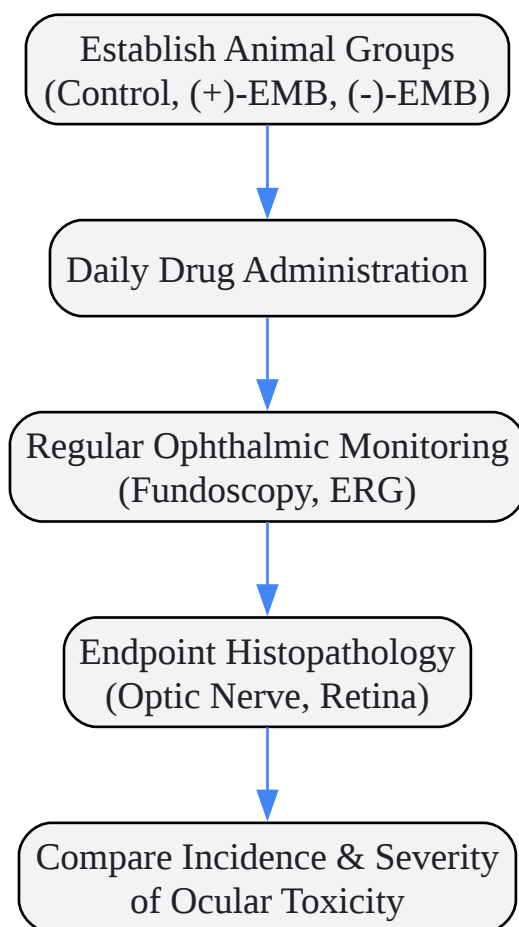 Establish Animal Groups
(Control, (+)-EMB, (-)-EMB)
Daily Drug Administration
Regular Ophthalmic Monitoring
(Fundoscopy, ERG)
Endpoint Histopathology
(Optic Nerve, Retina)
Compare Incidence & Severity
of Ocular Toxicity